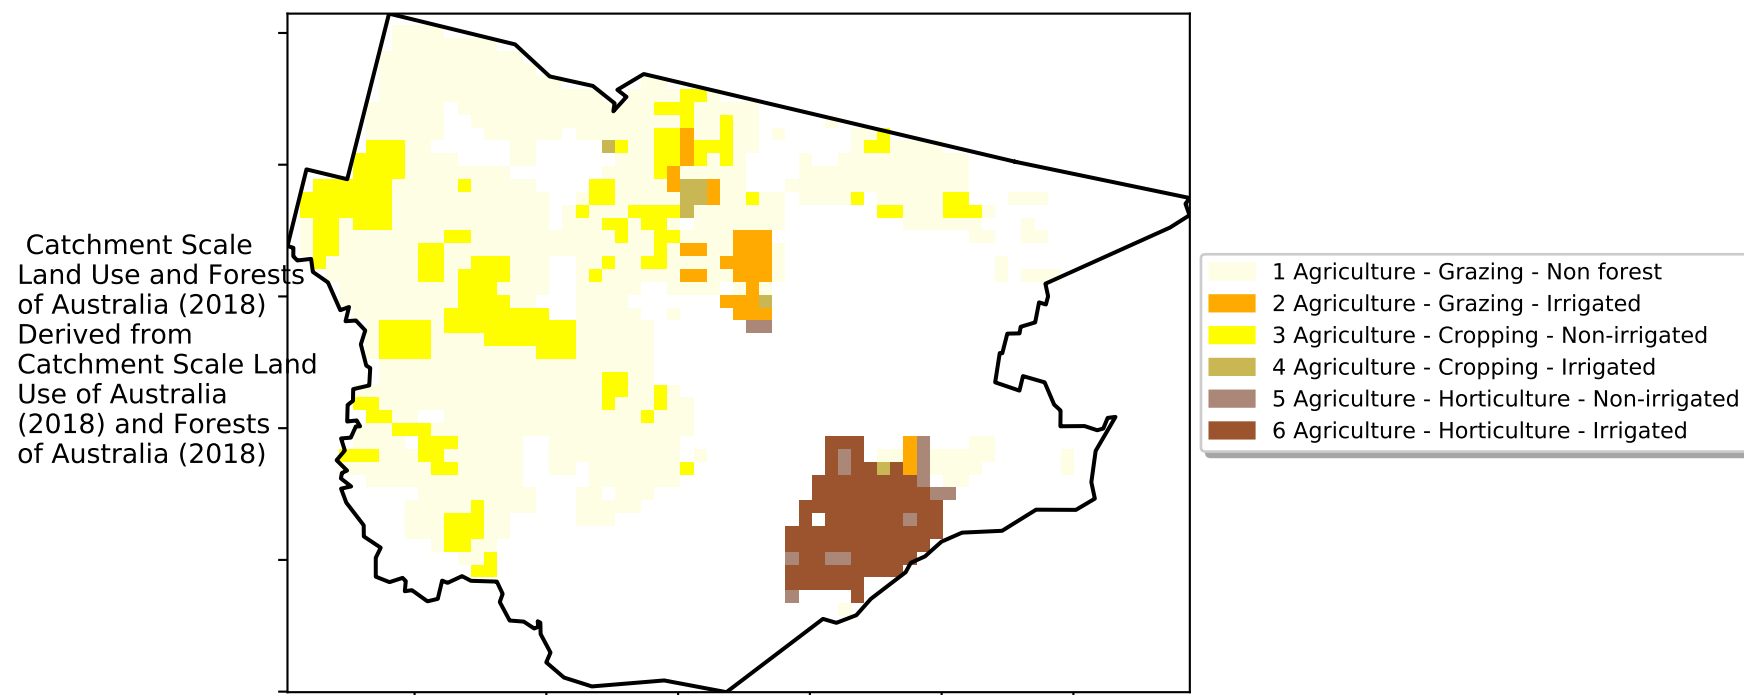 Catchment Scale
Land Use and Forests
of Australia (2018)
Derived from
Catchment Scale Land
Use of Australia
(2018) and Forests
of Australia (2018)
1 Agriculture - Grazing - Non forest
2 Agriculture - Grazing - Irrigated
3 Agriculture - Cropping - Non-irrigated
4 Agriculture - Cropping - Irrigated
5 Agriculture - Horticulture - Non-irrigated
6 Agriculture - Horticulture - Irrigated